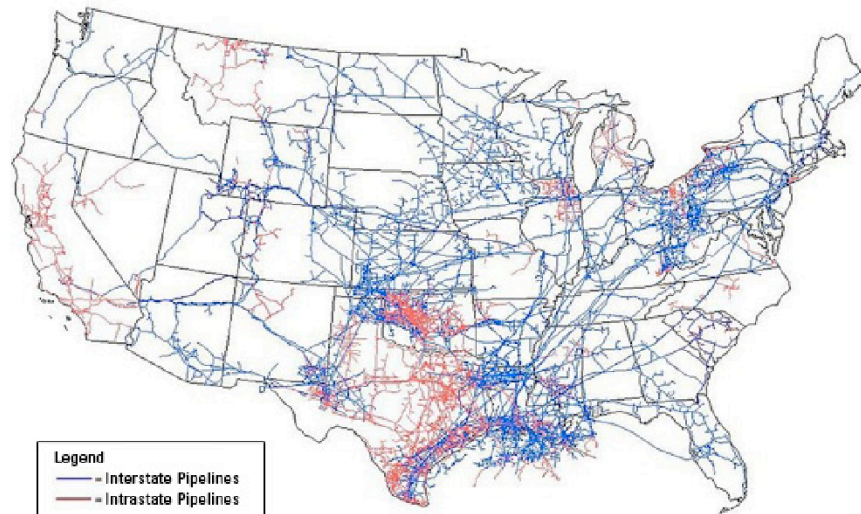 Legend
= Interstate Pipelines
= Intrastate Pipelines